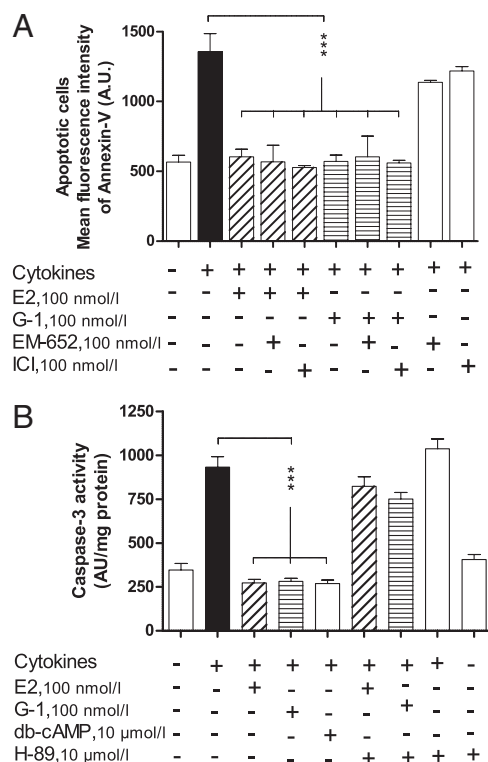 A
Apoptotic cells
Mean fluorescence intensity
of Annexin-V (A.U.)
1500
1000
500
0
***
Cytokines - + + + + + + + + +
E2,100 nmol/l - - + + + - - - - -
G-1,100 nmol/l - - - - - + + + - -
EM-652,100 nmol/l - - - + - - + - + -
ICI,100 nmol/l - - - - + - - + - +
B
Caspase-3 activity
(AU/mg protein)
1250
1000
750
500
250
0
***
Cytokines - + + + + + + + -
E2,100 nmol/l - - + - - + - - -
G-1,100 nmol/l - - - + - - + - -
db-cAMP,10 µmol/l - - - - + - - - -
H-89,10 µmol/l - - - - - + + + +